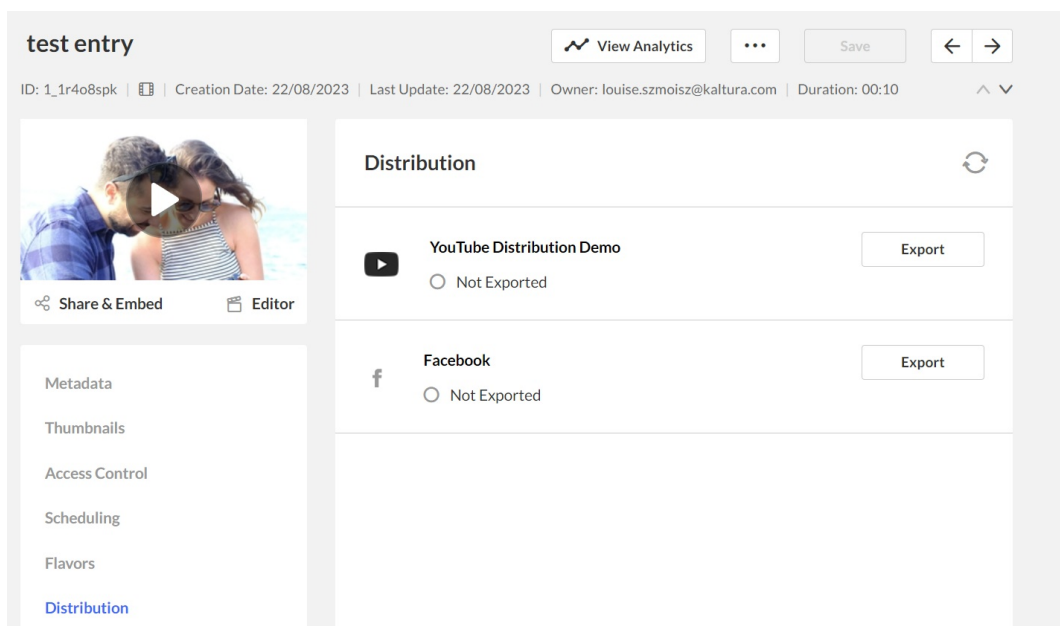 test entry
View Analytics
Save
ID: 1_1r4o8spk | Creation Date: 22/08/2023 | Last Update: 22/08/2023 | Owner: louise.szmoisz@kaltura.com | Duration: 00:10
Share & Embed
Editor
Metadata
Thumbnails
Access Control
Scheduling
Flavors
Distribution
Distribution
YouTube Distribution Demo
Not Exported
Export
Facebook
Not Exported
Export